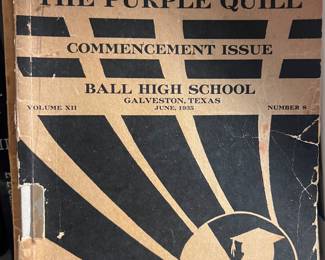 THE PURPLE QUILL
COMMENCEMENT ISSUE
BALL HIGH SCHOOL
GALVESTON, TEXAS
VOLUME XII JUNE, 1935 NUMBER 8